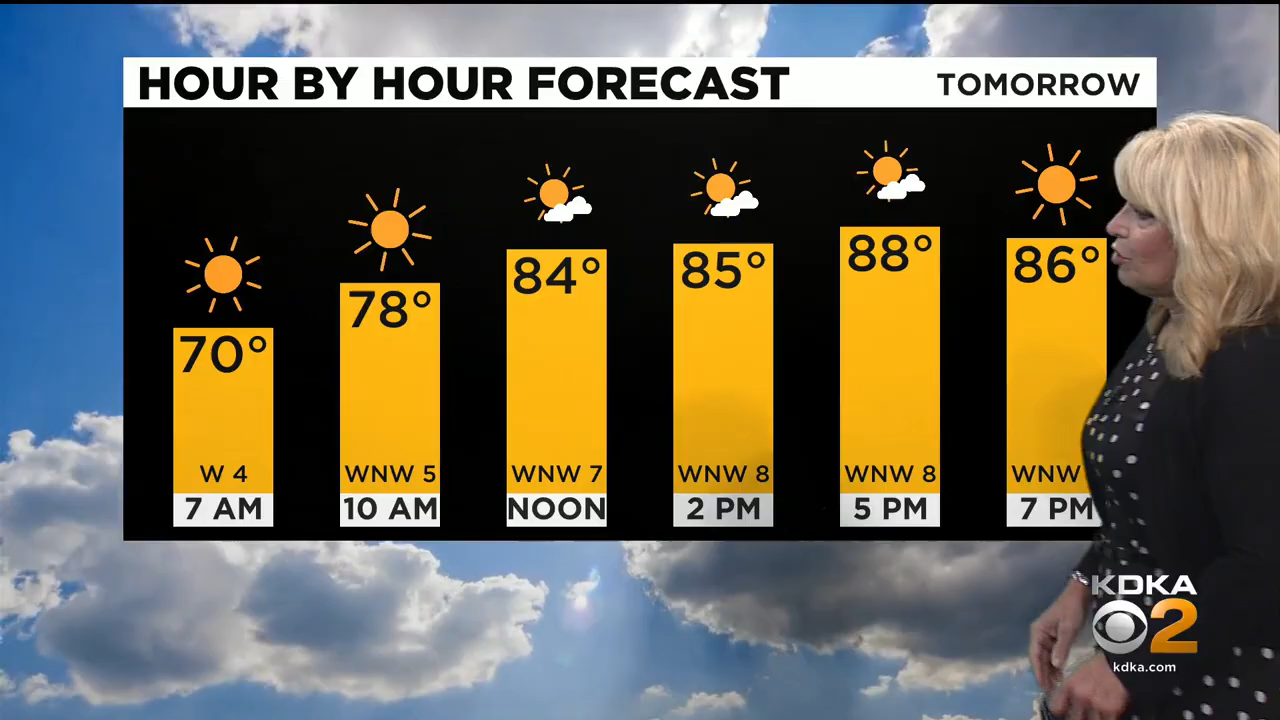 HOUR BY HOUR FORECAST
TOMORROW
70°
78°
84°
85°
88°
86°
W 4
WNW 5
WNW 7
WNW 8
WNW 8
WNW
7 AM
10 AM
NOON
2 PM
5 PM
7 PM
KDKA
2
kdka.com